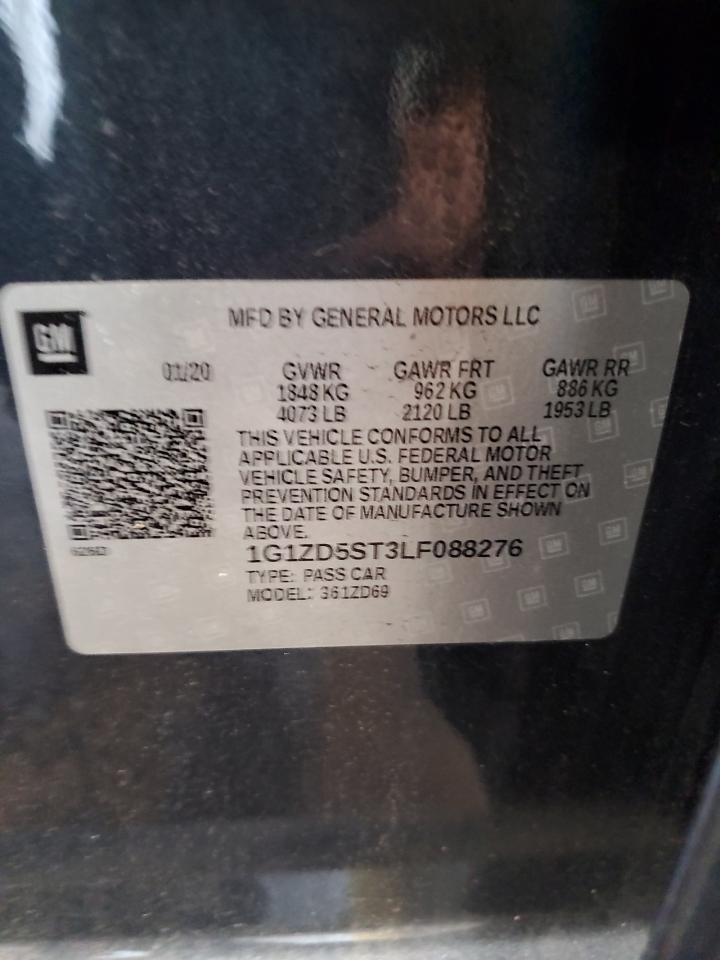 GM
MFD BY GENERAL MOTORS LLC
01/20 GVWR GAWR FRT GAWR RR
1848 KG 962 KG 886 KG
4073 LB 2120 LB 1953 LB
THIS VEHICLE CONFORMS TO ALL
APPLICABLE U.S. FEDERAL MOTOR
VEHICLE SAFETY, BUMPER, AND THEFT
PREVENTION STANDARDS IN EFFECT ON
THE DATE OF MANUFACTURE SHOWN
ABOVE.
1G1ZD5ST3LF088276
TYPE: PASS CAR
MODEL: 361ZD69